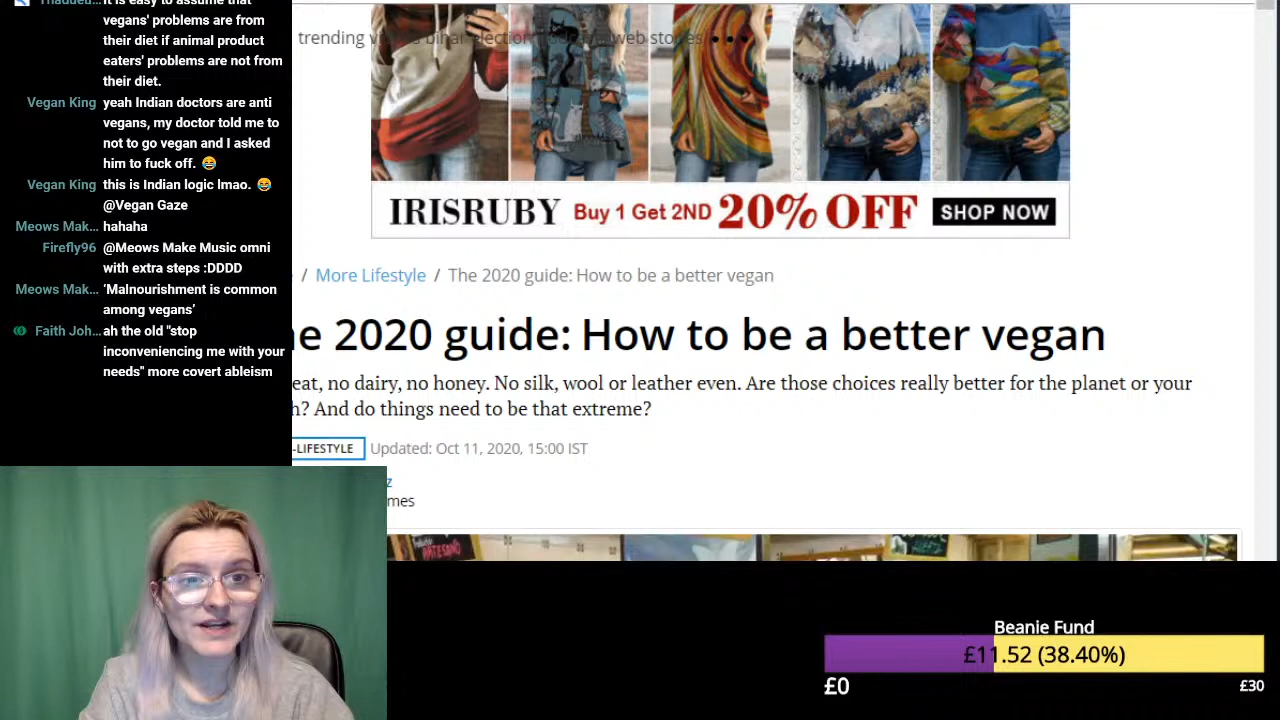 It is easy to assume that
vegans' problems are from
their diet if animal product
eaters' problems are not from
their diet.
Vegan King yeah Indian doctors are anti
vegans, my doctor told me to
not to go vegan and I asked
him to fuck off. 😂
Vegan King this is Indian logic lmao. 😂
@Vegan Gaze
Meows Mak... hahaha
Firefly96 @Meows Make Music omni
with extra steps :DDDD
Meows Mak... ‘Malnourishment is common
among vegans’
Faith Joh... ah the old "stop
inconveniencing me with your
needs" more covert ableism
trending
web stories
IRISRUBY Buy 1 Get 2ND 20% OFF SHOP NOW
/ More Lifestyle / The 2020 guide: How to be a better vegan
e 2020 guide: How to be a better vegan
eat, no dairy, no honey. No silk, wool or leather even. Are those choices really better for the planet or your
h? And do things need to be that extreme?
-LIFESTYLE Updated: Oct 11, 2020, 15:00 IST
z
mes
ARTESANO
Beanie Fund
£11.52 (38.40%)
£0
£30